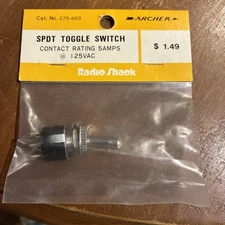 Cat. No. 275-603
ARCHER
SPDT TOGGLE SWITCH
$ 1.49
CONTACT RATING 5AMPS
@ 125VAC
Radio Shack